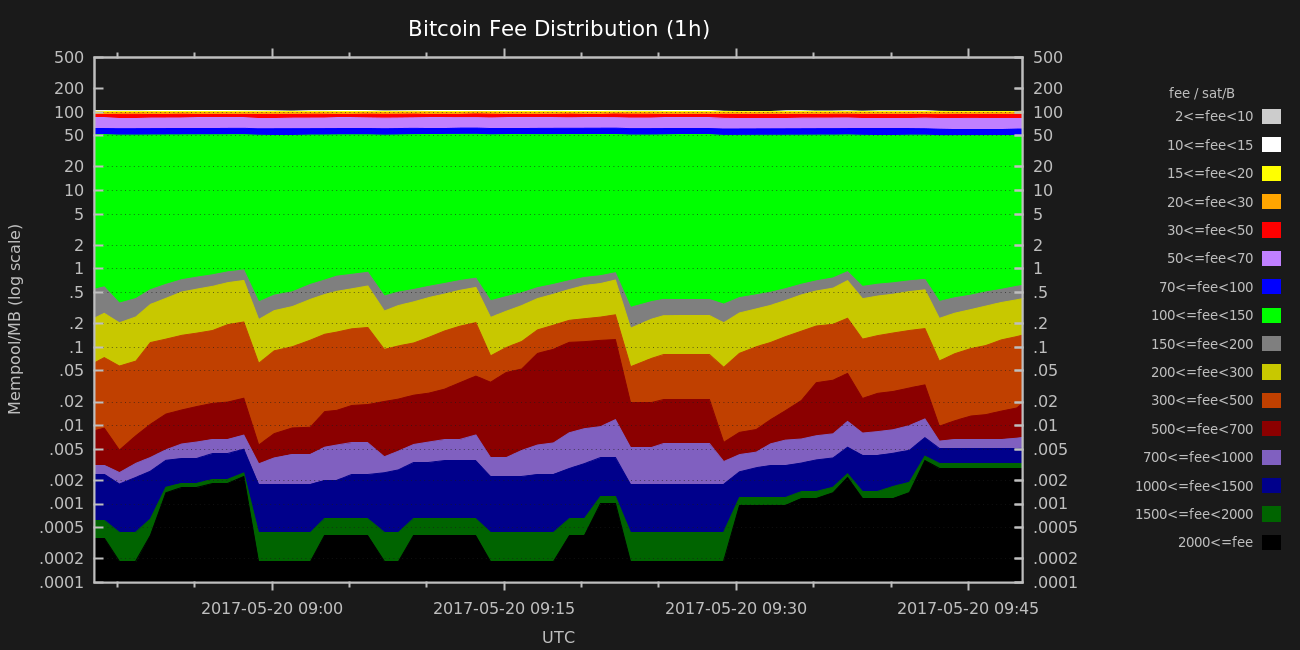 Bitcoin Fee Distribution (1h)
Mempool/MB (log scale)
500
200
100
50
20
10
5
2
1
.5
.2
.1
.05
.02
.01
.005
.002
.001
.0005
.0002
.0001
500
200
100
50
20
10
5
2
1
.5
.2
.1
.05
.02
.01
.005
.002
.001
.0005
.0002
.0001
2017-05-20 09:00
2017-05-20 09:15
2017-05-20 09:30
2017-05-20 09:45
UTC
fee / sat/B
2<=fee<10
10<=fee<15
15<=fee<20
20<=fee<30
30<=fee<50
50<=fee<70
70<=fee<100
100<=fee<150
150<=fee<200
200<=fee<300
300<=fee<500
500<=fee<700
700<=fee<1000
1000<=fee<1500
1500<=fee<2000
2000<=fee